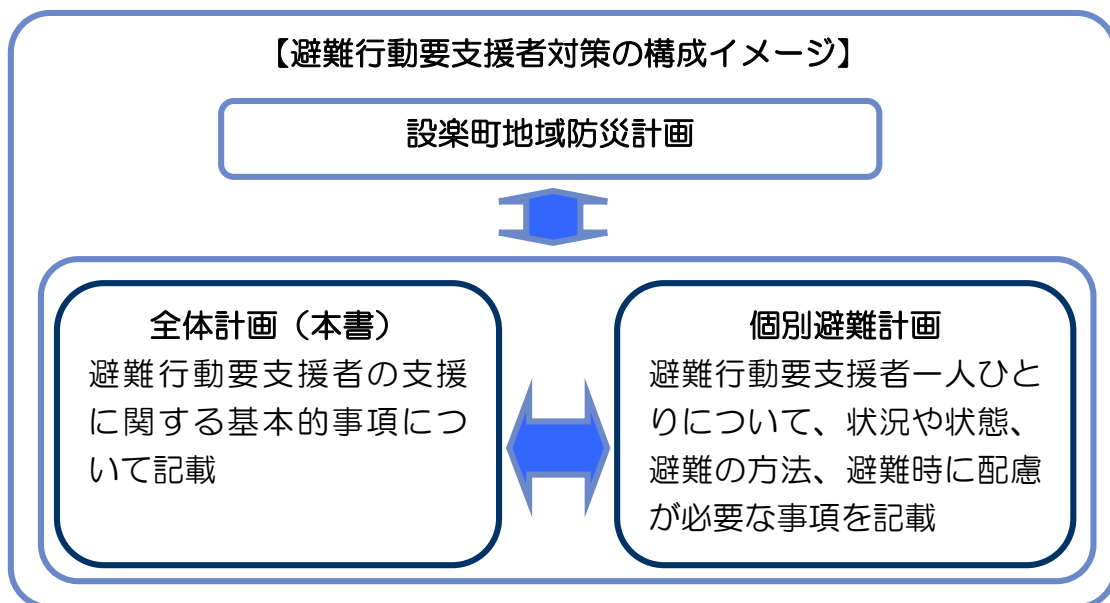 【避難行動要支援者対策の構成イメージ】
設楽町地域防災計画
全体計画（本書）
避難行動要支援者の支援
に関する基本的事項につ
いて記載
個別避難計画
避難行動要支援者一人ひと
りについて、状況や状態、
避難の方法、避難時に配慮
が必要な事項を記載